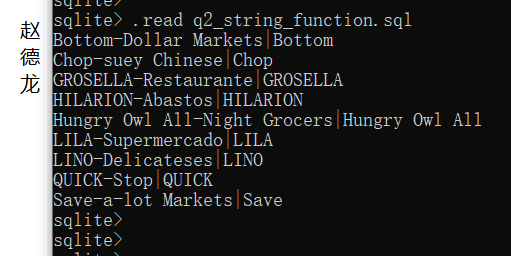 赵
德
龙
sqlite>
sqlite> .read q2_string_function.sql
Bottom-Dollar Markets|Bottom
Chop-suey Chinese|Chop
GROSELLA-Restaurante|GROSELLA
HILARION-Abastos|HILARION
Hungry Owl All-Night Grocers|Hungry Owl All
LILA-Supermercado|LILA
LINO-Delicateses|LINO
QUICK-Stop|QUICK
Save-a-lot Markets|Save
sqlite>
sqlite>
sqlite>